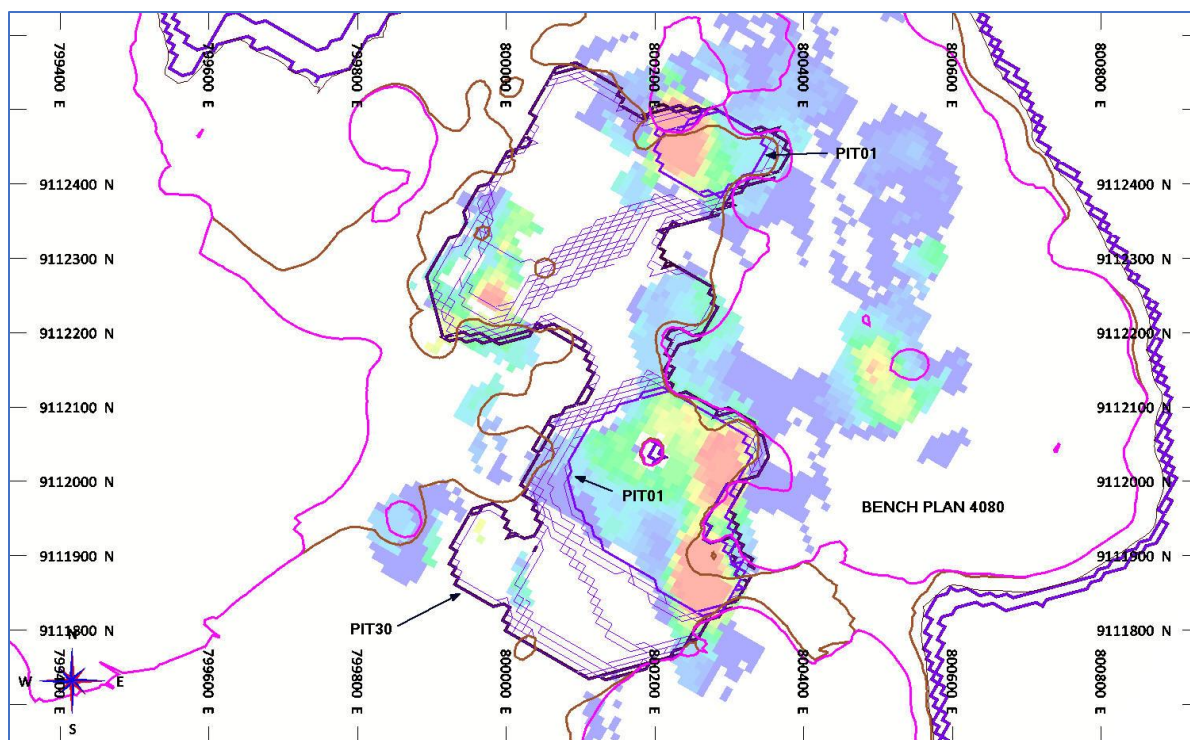 799400 E
799600 E
799800 E
800000 E
800200 E
800400 E
800600 E
800800 E
PIT01
9112400 N
9112400 N
9112300 N
9112300 N
9112200 N
9112200 N
9112100 N
9112100 N
9112000 N
9112000 N
PIT01
BENCH PLAN 4080
9111900 N
9111900 N
PIT30
9111800 N
9111800 N
N
W
E
S
799400 E
799600 E
799800 E
800000 E
800200 E
800400 E
800600 E
800800 E